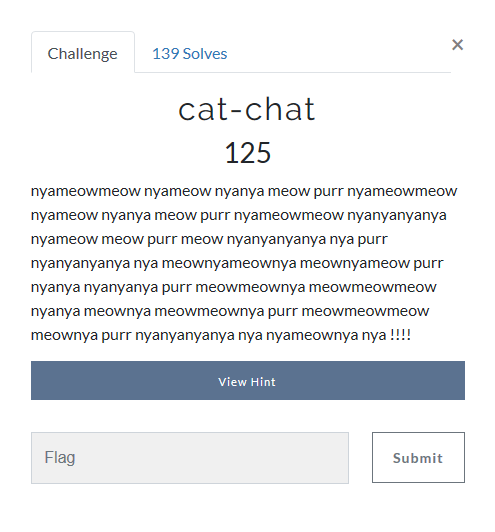 Challenge
139 Solves
×
cat-chat
125
nyameowmeow nyameow nyanya meow purr nyameowmeow
nyameow nyanya meow purr nyameowmeow nyanyanyanya
nyameow meow purr meow nyanyanyanya nya purr
nyanyanyanya nya meownyameownya meownyameow purr
nyanya nyanyanya purr meowmeownya meowmeowmeow
nyanya meownya meowmeownya purr meowmeowmeow
meownya purr nyanyanyanya nya nyameownya nya !!!!
View Hint
Flag
Submit